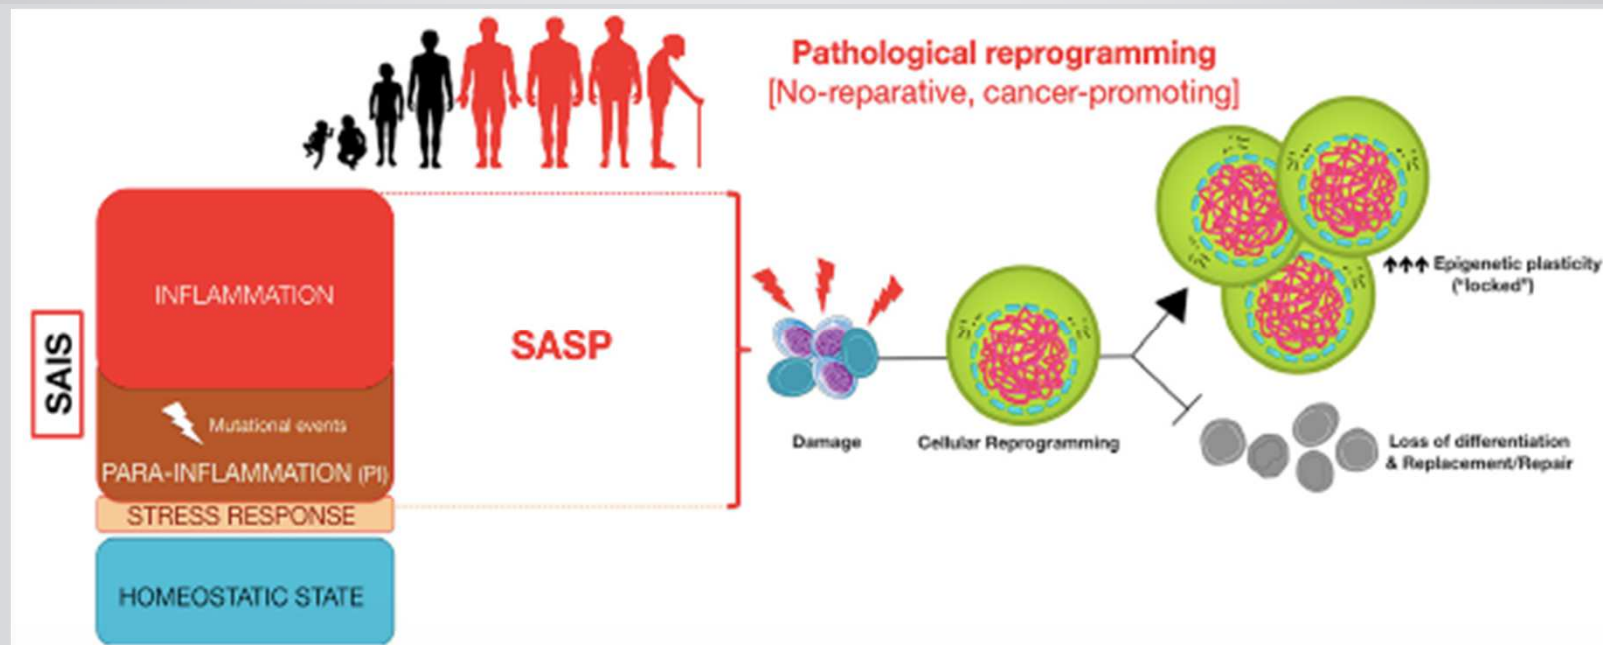 Pathological reprogramming
[No-reparative, cancer-promoting]
SAIS
INFLAMMATION
Mutational events
PARA-INFLAMMATION (PI)
STRESS RESPONSE
HOMEOSTATIC STATE
SASP
Damage
Cellular Reprogramming
↑↑↑ Epigenetic plasticity
("locked")
Loss of differentiation
& Replacement/Repair